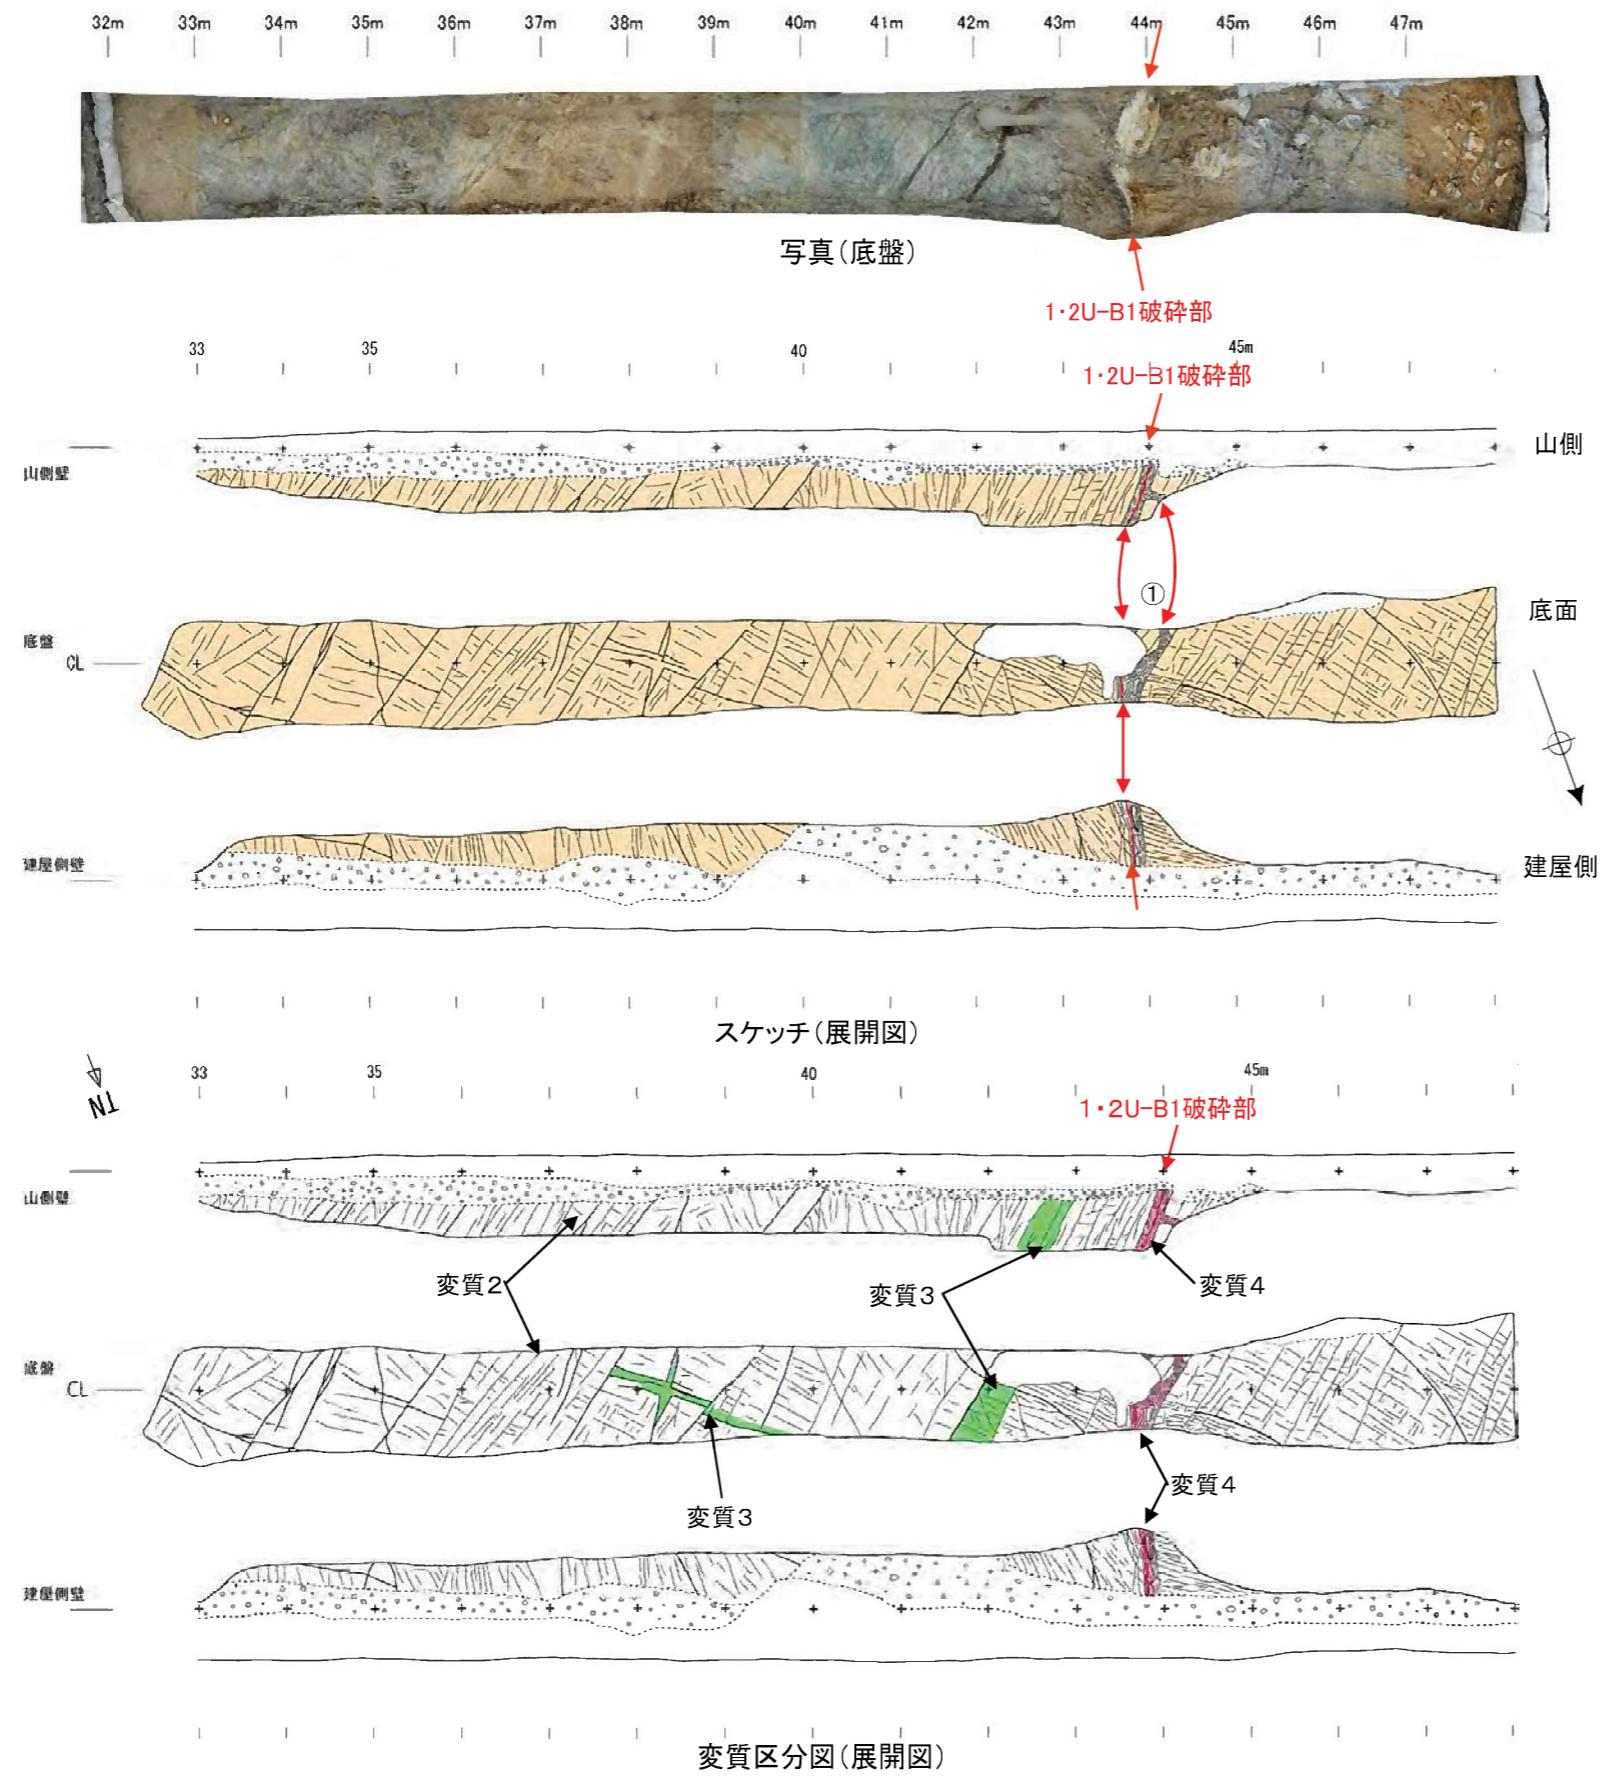 32m 33m 34m 35m 36m 37m 38m 39m 40m 41m 42m 43m 44m 45m 46m 47m
写真(底盤)
1・2U-B1破砕部
33 35 40 45m
1・2U-B1破砕部
山側
山側壁
①
底面
底盤
CL
建屋側壁
建屋側
スケッチ(展開図)
TN
33 35 40 45m
1・2U-B1破砕部
山側壁
変質2
変質3
変質4
底盤
CL
変質3
変質4
建屋側壁
変質区分図(展開図)